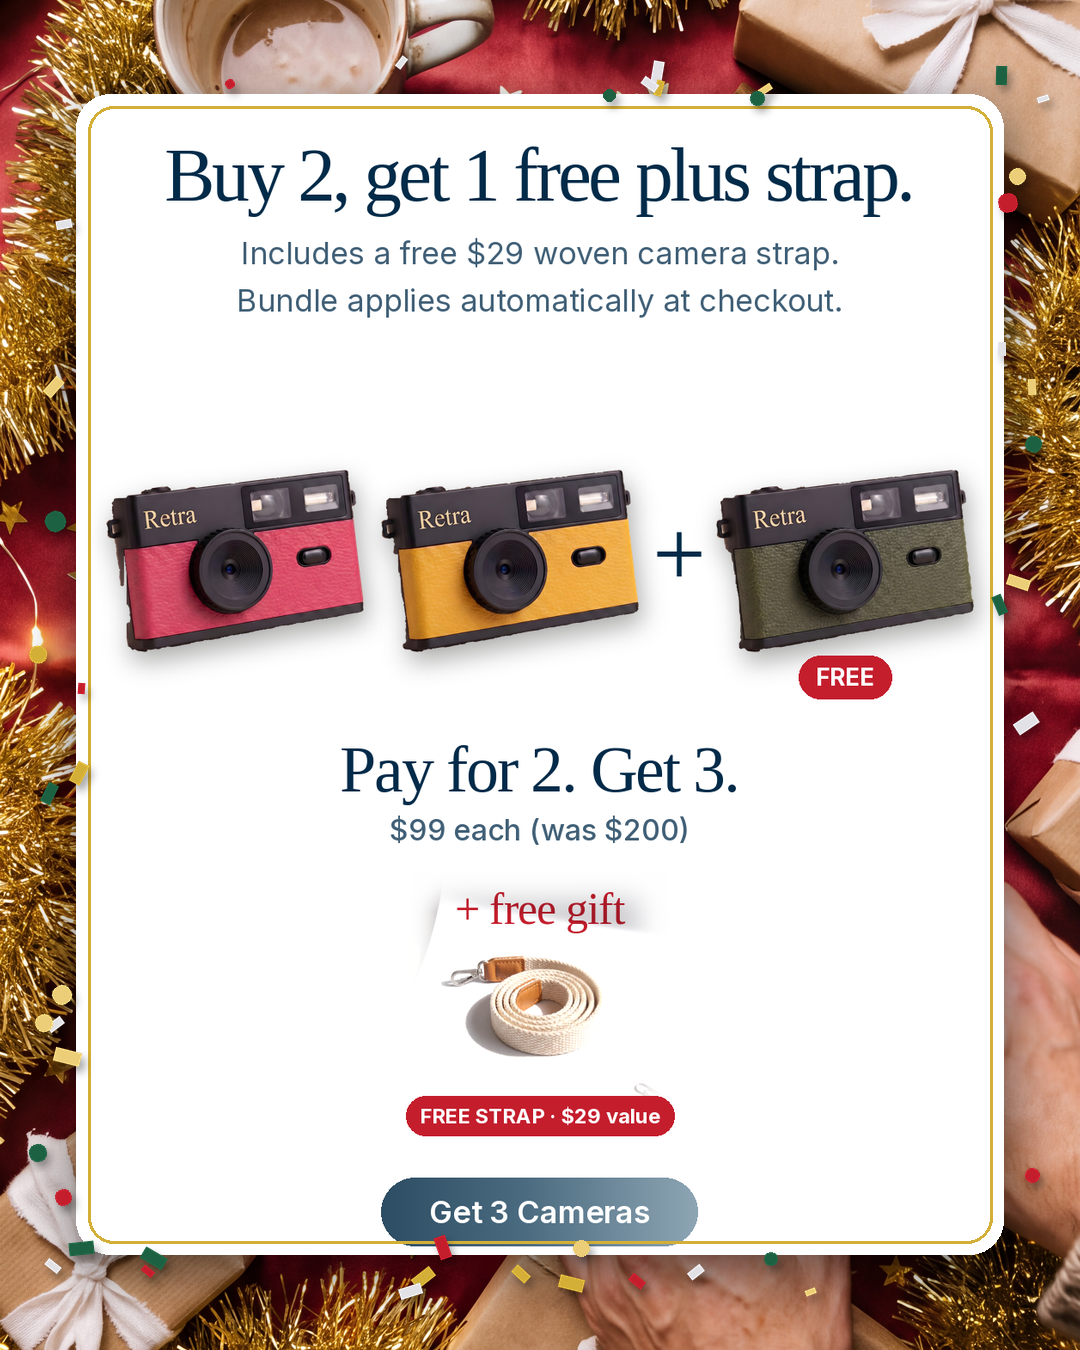 Buy 2, get 1 free plus strap.
Includes a free $29 woven camera strap.
Bundle applies automatically at checkout.
Retra
Retra
+
Retra
FREE
Pay for 2. Get 3.
$99 each (was $200)
+ free gift
FREE STRAP · $29 value
Get 3 Cameras